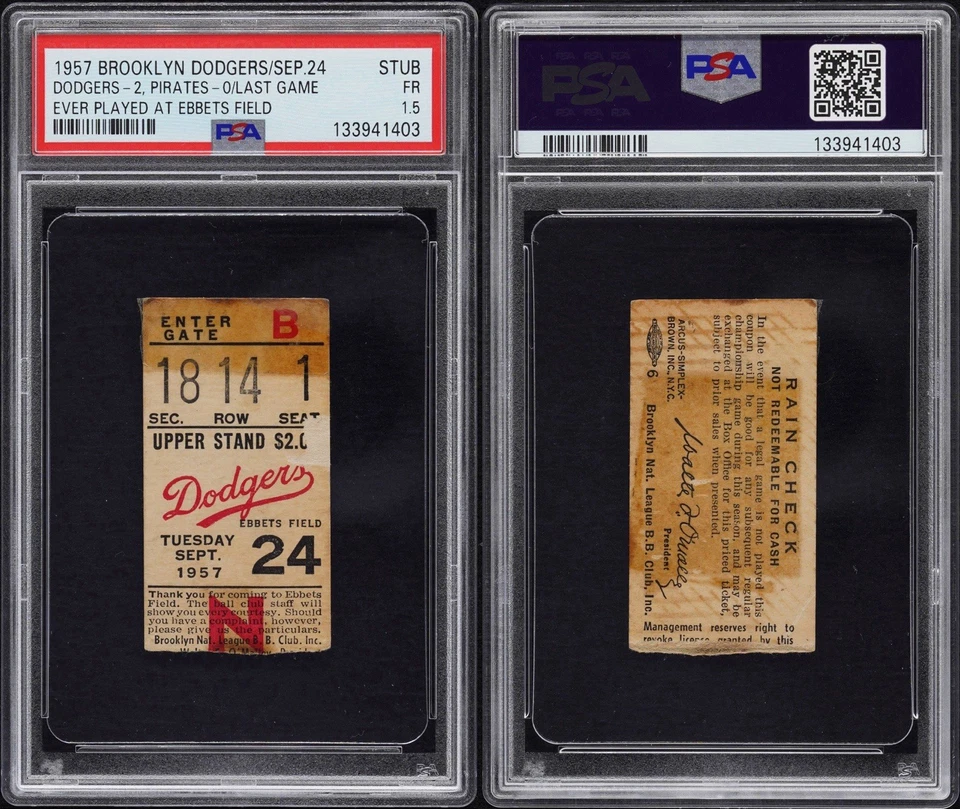 1957 BROOKLYN DODGERS/SEP.24 STUB
DODGERS-2, PIRATES-0/LAST GAME FR
EVER PLAYED AT EBBETS FIELD 1.5
PSA 133941403
ENTER
GATE B
18 14 1
SEC. ROW SEAT
UPPER STAND $2.0
Dodgers
EBBETS FIELD
TUESDAY
SEPT. 24
1957
N
Thank you for coming to Ebbets
Field. The ball club staff will
show you every courtesy. Should
you have a complaint, however,
please give us the particulars.
Brooklyn Nat. League B. B. Club, Inc.
PSA
PSA
133941403
RAIN CHECK
NOT REDEEMABLE FOR CASH
In the event that a legal game is not played this
coupon will be good for any subsequent regular
championship game during this season, and may be
exchanged at the Box Office for this priced ticket,
subject to prior sales when presented.
Walter F. O'Malley
President
Brooklyn Nat. League B.B. Club, Inc.
ARCUS-SIMPLEX-
BROWN, INC., N.Y.C.
6
Management reserves right to
revoke license granted by this